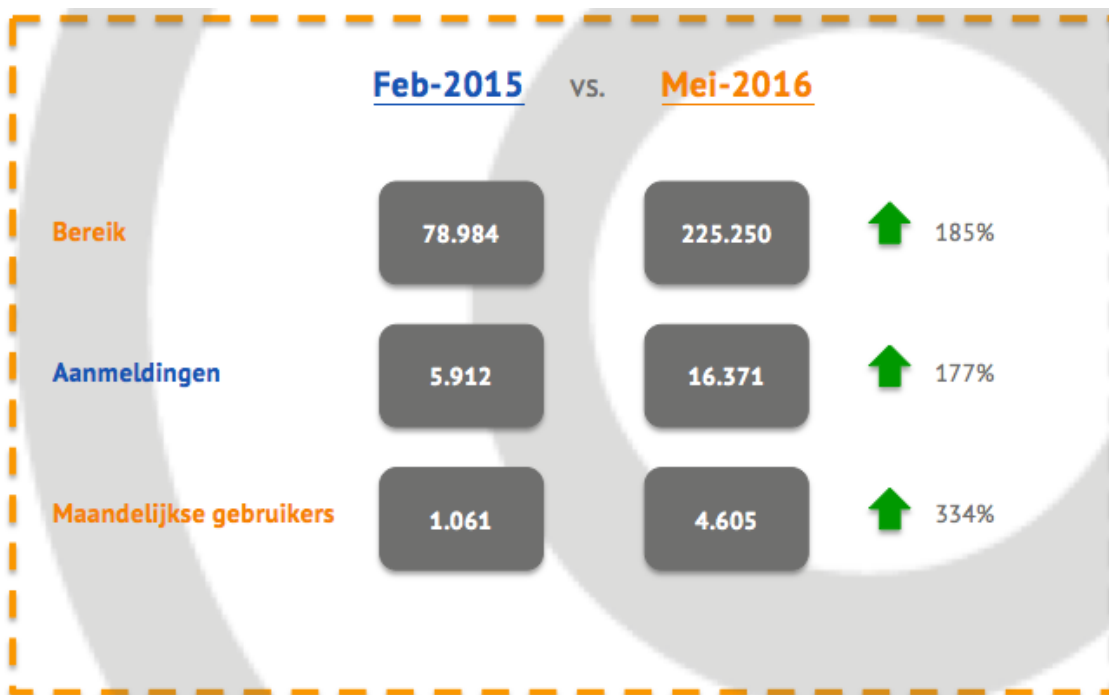 Feb-2015 vs. Mei-2016
Bereik 78.984 225.250 185%
Aanmeldingen 5.912 16.371 177%
Maandelijkse gebruikers 1.061 4.605 334%